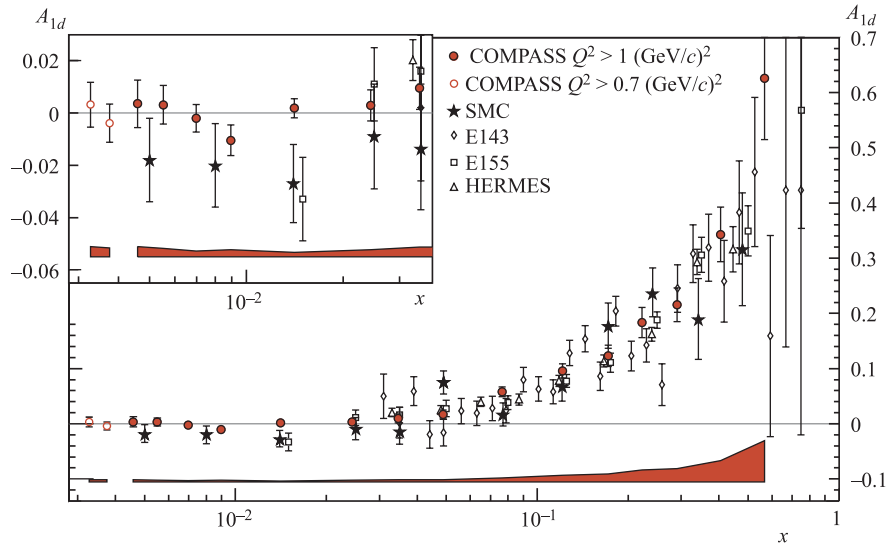 A1d
A1d
0.02
0
–0.02
–0.04
–0.06
10−2
x
COMPASS Q2 > 1 (GeV/c)2
COMPASS Q2 > 0.7 (GeV/c)2
SMC
E143
E155
HERMES
0.7
0.6
0.5
0.4
0.3
0.2
0.1
0
–0.1
10−2
10−1
1
x